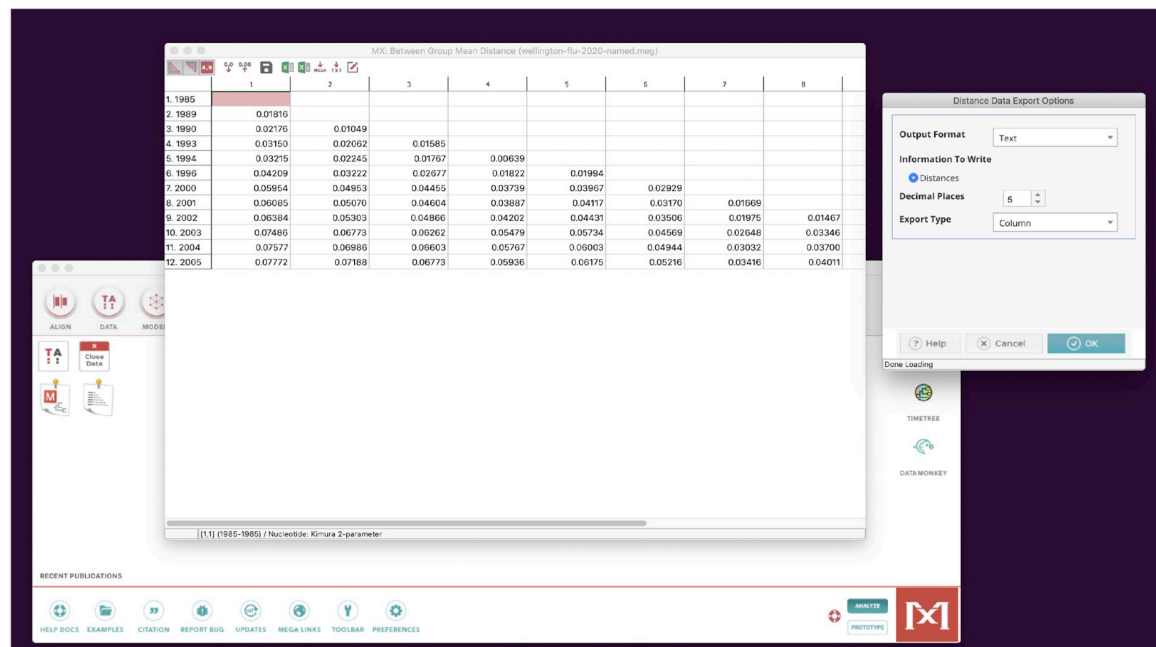 MX: Between Group Mean Distance (wellington-flu-2020-named.meg)
MEGA TXT
1 2 3 4 5 6 7 8
1. 1985
2. 1989 0.01816
3. 1990 0.02176 0.01049
4. 1993 0.03150 0.02062 0.01585
5. 1994 0.03215 0.02245 0.01767 0.00639
6. 1996 0.04209 0.03222 0.02677 0.01822 0.01994
7. 2000 0.05954 0.04953 0.04455 0.03739 0.03967 0.02929
8. 2001 0.06085 0.05070 0.04604 0.03887 0.04117 0.03170 0.01669
9. 2002 0.06384 0.05303 0.04866 0.04202 0.04431 0.03506 0.01975 0.01467
10. 2003 0.07486 0.06773 0.06262 0.05479 0.05734 0.04569 0.02648 0.03346
11. 2004 0.07577 0.06986 0.06603 0.05767 0.06003 0.04944 0.03032 0.03700
12. 2005 0.07772 0.07188 0.06773 0.05936 0.06175 0.05216 0.03416 0.04011
[1,1] (1985-1985) / Nucleotide: Kimura 2-parameter
Distance Data Export Options
Output Format Text
Information To Write
Distances
Decimal Places 5
Export Type Column
? Help Cancel OK
Done Loading
ALIGN DATA
TA
Close
Data
M
TIMETREE
DATAMONKEY
RECENT PUBLICATIONS
HELP DOCS EXAMPLES CITATION REPORT BUG UPDATES MEGA LINKS TOOLBAR PREFERENCES
ANALYZE
PROTOTYPE